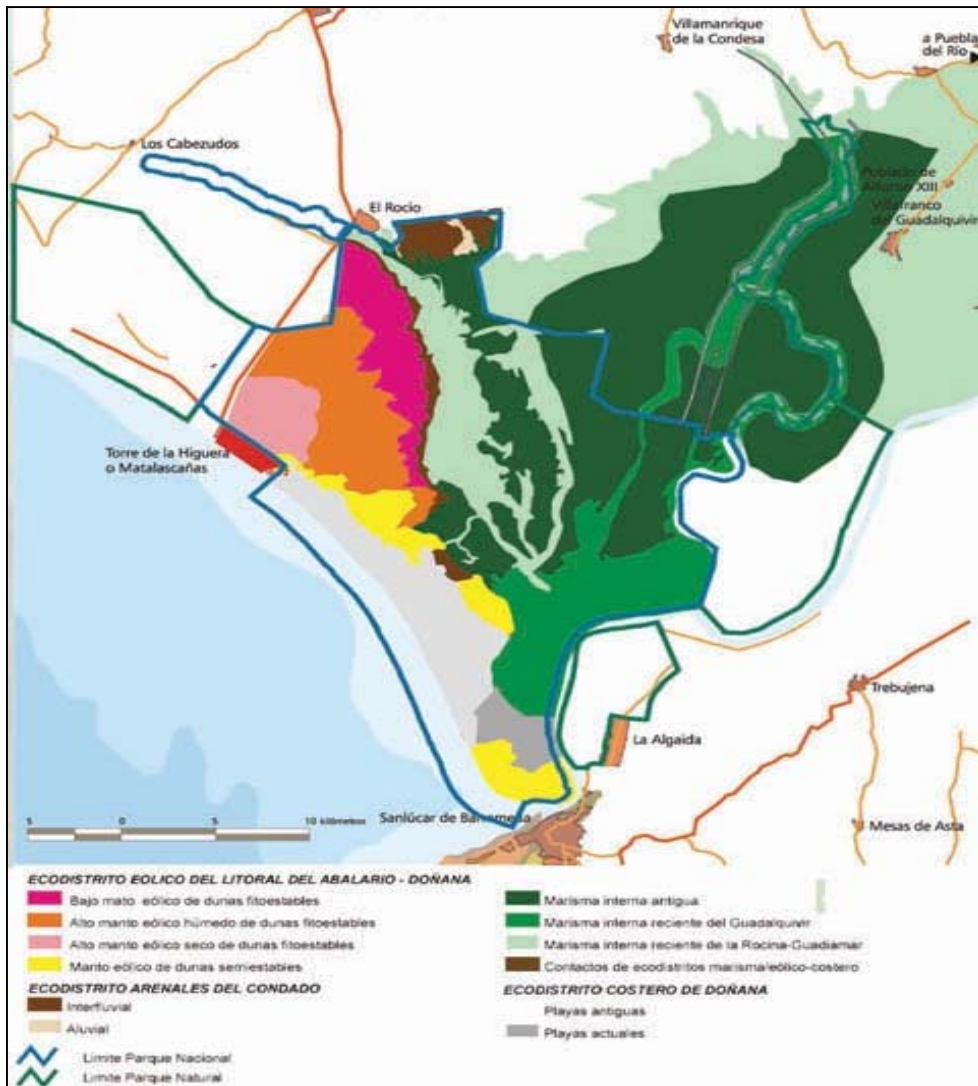 Villamanrique
de la Condesa
a Puebla
del Río
Los Cabezudos
El Rocío
Poblado de
Alfonso XIII
Villafranco
del Guadalquivir
Torre de la Higuera
o Matalascañas
Trebujena
La Algaida
Sanlúcar de Barrameda
Mesas de Asta
5 0 5 10 kilómetros
ECODISTRITO EOLICO DEL LITORAL DEL ABALARIO - DOÑANA
Bajo mato eólico de dunas fitoestables
Alto manto eólico húmedo de dunas fitoestables
Alto manto eólico seco de dunas fitoestables
Manto eólico de dunas semiestables
ECODISTRITO ARENALES DEL CONDADO
Interfluvial
Aluvial
Limite Parque Nacional
Limite Parque Natural
Marisma interna antigua
Marisma interna reciente del Guadalquivir
Marisma interna reciente de la Rocina-Guadiamar
Contactos de ecodistritos marisma/eólico-costero
ECODISTRITO COSTERO DE DOÑANA
Playas antiguas
Playas actuales